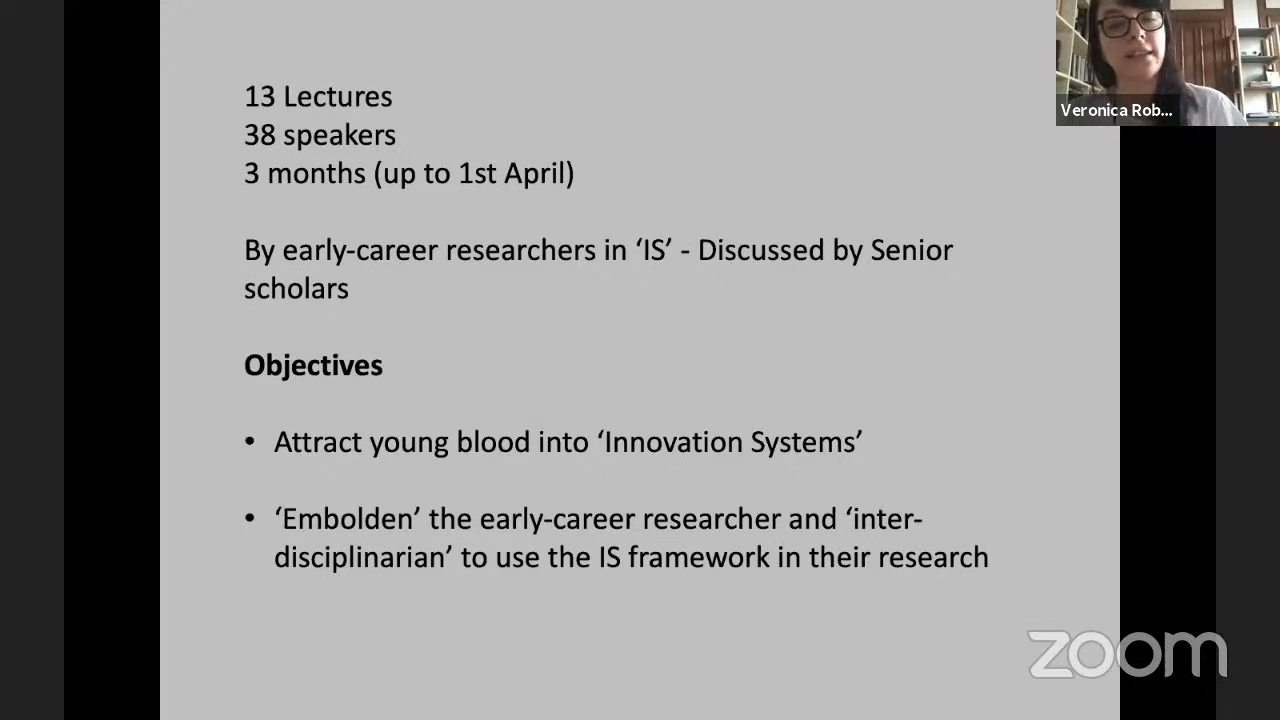 13 Lectures
38 speakers
3 months (up to 1st April)
By early-career researchers in ‘IS’ - Discussed by Senior
scholars
Objectives
• Attract young blood into ‘Innovation Systems’
• ‘Embolden’ the early-career researcher and ‘inter-
disciplinarian’ to use the IS framework in their research
Veronica Rob...
zoom